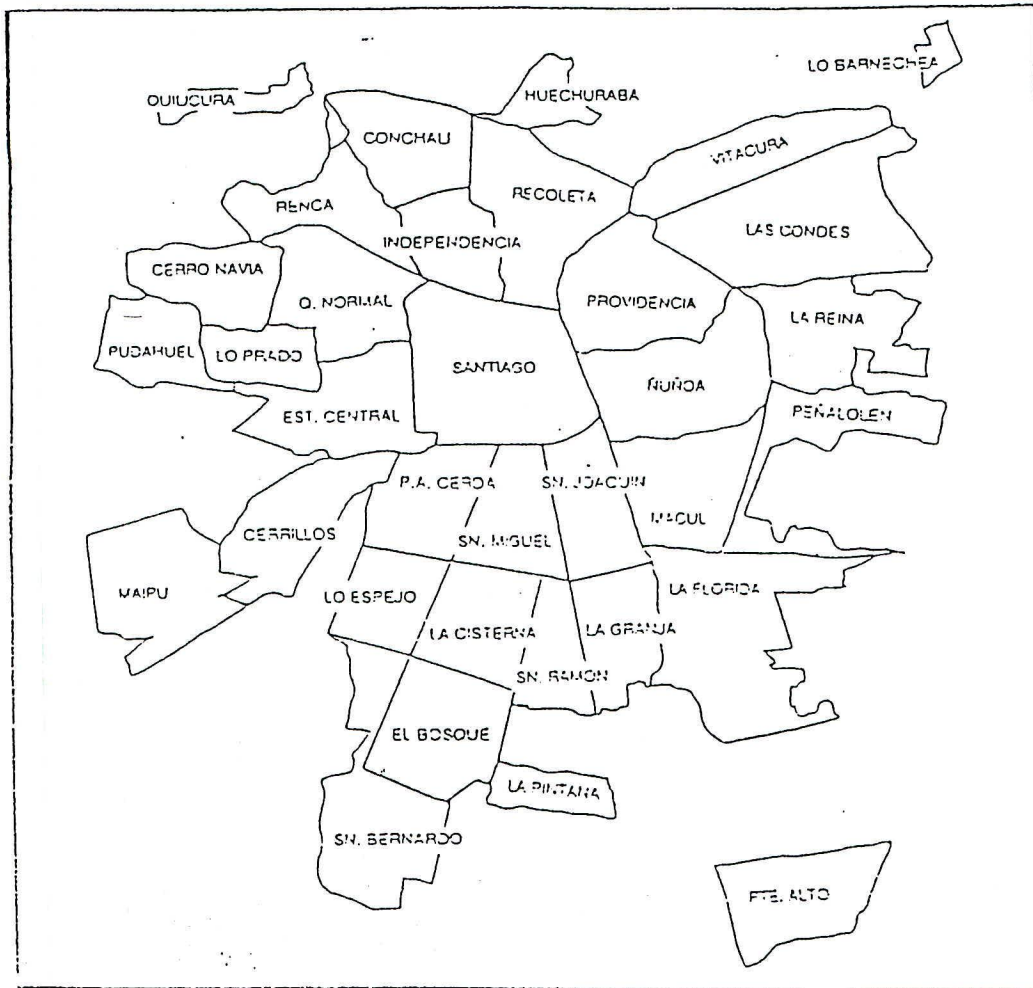 LO BARNECHEA
QUILICURA
HUECHURABA
CONCHALI
VITACURA
RENCA
RECOLETA
LAS CONDES
INDEPENDENCIA
CERRO NAVIA
Q. NORMAL
PROVIDENCIA
LA REINA
PUDAHUEL
LO PRADO
SANTIAGO
ÑUÑOA
EST. CENTRAL
PEÑALOLEN
P.A. CERDA
SN. JOAQUIN
MACUL
CERRILLOS
SN. MIGUEL
MAIPU
LO ESPEJO
LA FLORIDA
LA CISTERNA
LA GRANJA
SN. RAMON
EL BOSQUE
LA PINTANA
SN. BERNARDO
PTE. ALTO